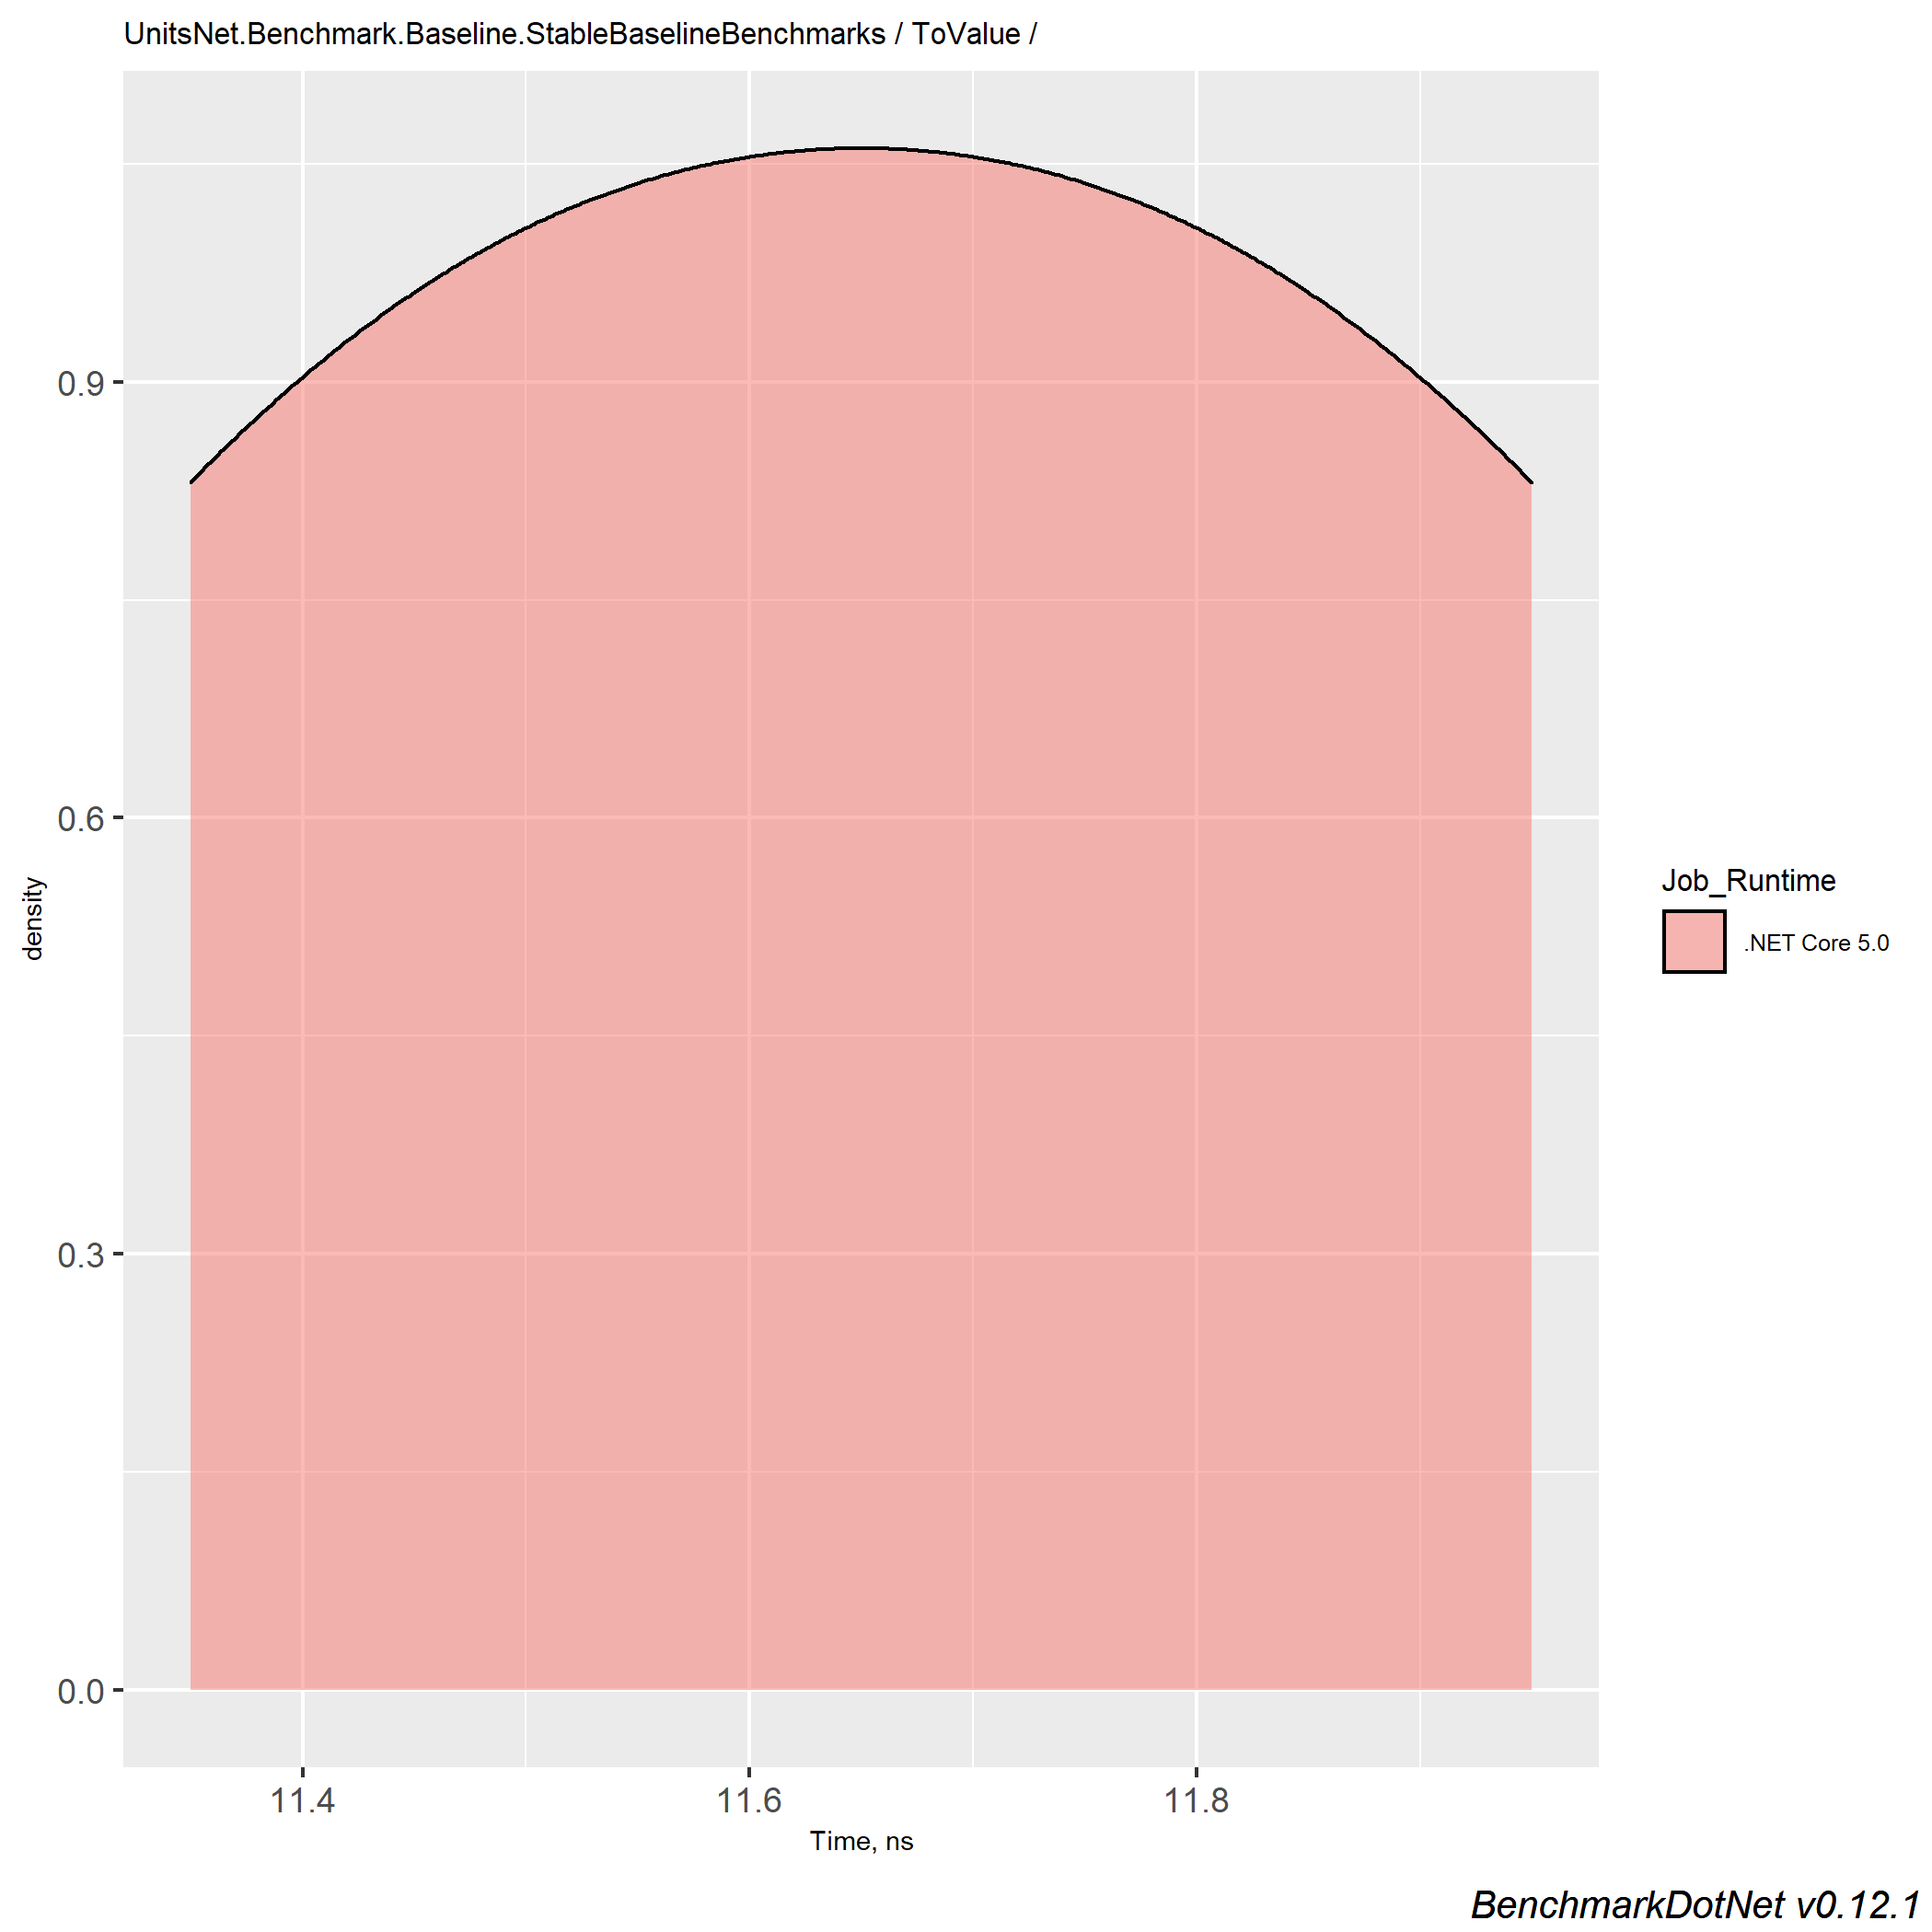 UnitsNet.Benchmark.Baseline.StableBaselineBenchmarks / ToValue /
0.9
0.6
0.3
0.0
density
11.4 11.6 11.8
Time, ns
Job_Runtime
.NET Core 5.0
BenchmarkDotNet v0.12.1